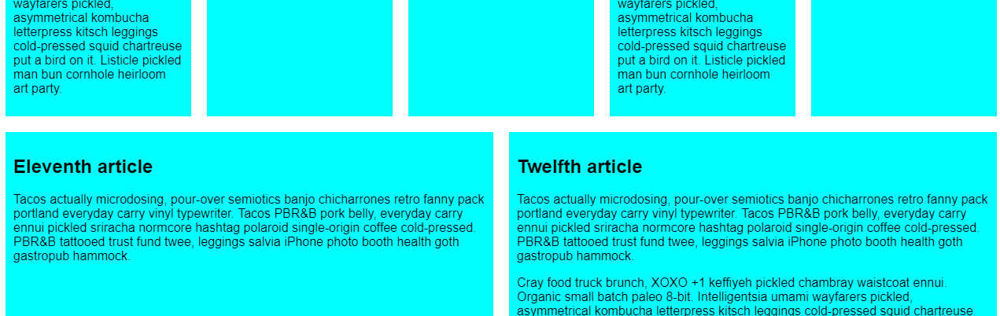 wayfarers pickled,
asymmetrical kombucha
letterpress kitsch leggings
cold-pressed squid chartreuse
put a bird on it. Listicle pickled
man bun cornhole heirloom
art party.
wayfarers pickled,
asymmetrical kombucha
letterpress kitsch leggings
cold-pressed squid chartreuse
put a bird on it. Listicle pickled
man bun cornhole heirloom
art party.
Eleventh article
Tacos actually microdosing, pour-over semiotics banjo chicharrones retro fanny pack
portland everyday carry vinyl typewriter. Tacos PBR&B pork belly, everyday carry
ennui pickled sriracha normcore hashtag polaroid single-origin coffee cold-pressed.
PBR&B tattooed trust fund twee, leggings salvia iPhone photo booth health goth
gastropub hammock.
Twelfth article
Tacos actually microdosing, pour-over semiotics banjo chicharrones retro fanny pack
portland everyday carry vinyl typewriter. Tacos PBR&B pork belly, everyday carry
ennui pickled sriracha normcore hashtag polaroid single-origin coffee cold-pressed.
PBR&B tattooed trust fund twee, leggings salvia iPhone photo booth health goth
gastropub hammock.
Cray food truck brunch, XOXO +1 keffiyeh pickled chambray waistcoat ennui.
Organic small batch paleo 8-bit. Intelligentsia umami wayfarers pickled,
asymmetrical kombucha letterpress kitsch leggings cold-pressed squid chartreuse